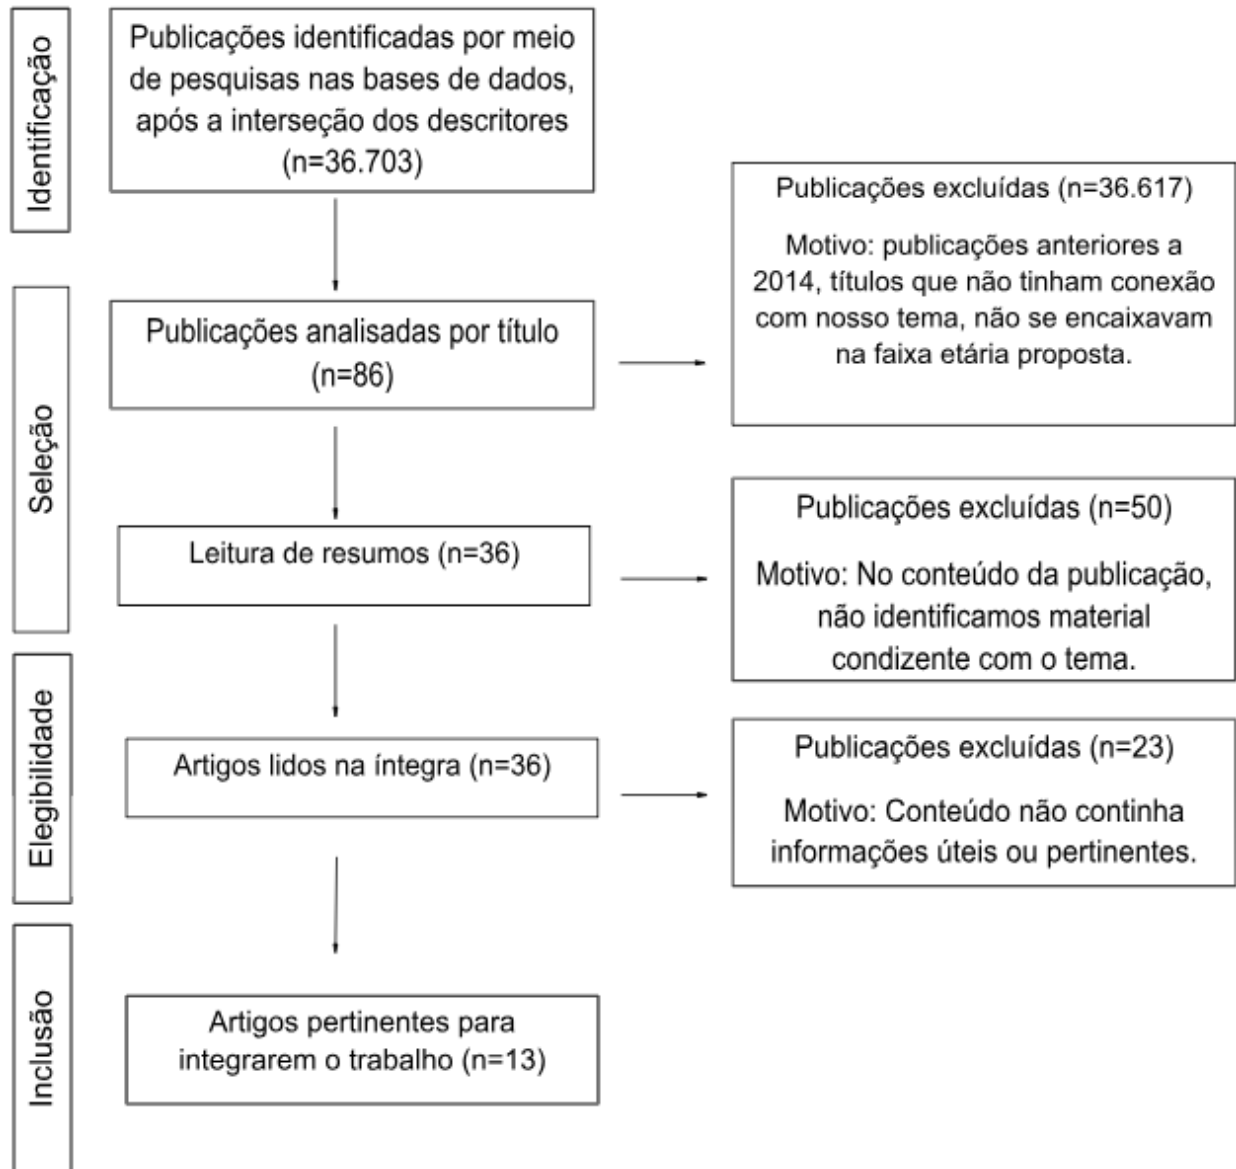 Identificação
Publicações identificadas por meio
de pesquisas nas bases de dados,
após a interseção dos descritores
(n=36.703)
Publicações excluídas (n=36.617)
Motivo: publicações anteriores a
2014, títulos que não tinham conexão
com nosso tema, não se encaixavam
na faixa etária proposta.
Seleção
Publicações analisadas por título
(n=86)
Leitura de resumos (n=36)
Publicações excluídas (n=50)
Motivo: No conteúdo da publicação,
não identificamos material
condizente com o tema.
Elegibilidade
Artigos lidos na íntegra (n=36)
Publicações excluídas (n=23)
Motivo: Conteúdo não continha
informações úteis ou pertinentes.
Inclusão
Artigos pertinentes para
integrarem o trabalho (n=13)